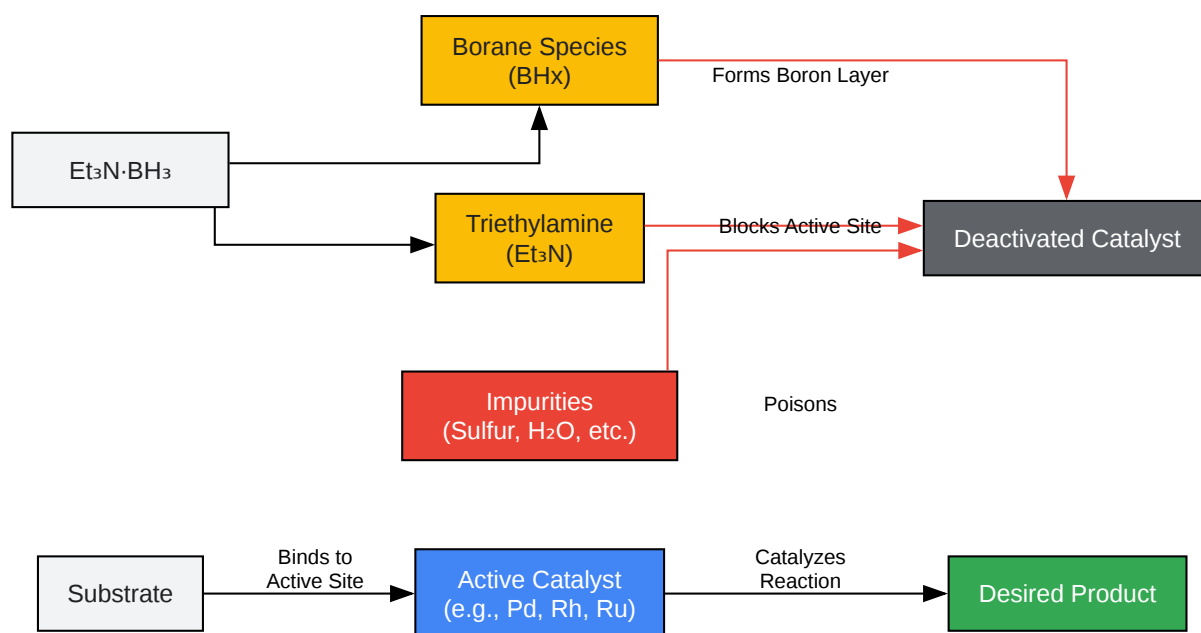 Borane Species
(BHx)
Forms Boron Layer
Et₃N·BH₃
Triethylamine
(Et₃N)
Blocks Active Site
Deactivated Catalyst
Impurities
(Sulfur, H₂O, etc.)
Poisons
Substrate
Binds to
Active Site
Active Catalyst
(e.g., Pd, Rh, Ru)
Catalyzes
Reaction
Desired Product